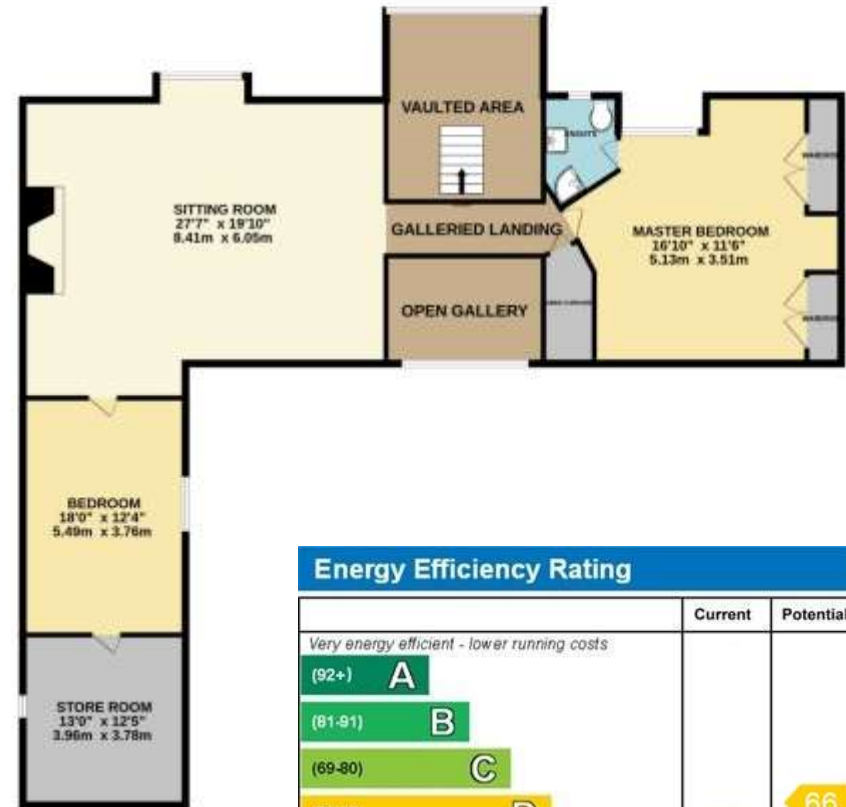 VAULTED AREA
ENSUITE
WARDROBE
SITTING ROOM
27'7" x 19'10"
8.41m x 6.05m
GALLERIED LANDING
MASTER BEDROOM
16'10" x 11'6"
5.13m x 3.51m
OPEN GALLERY
WARDROBE
BEDROOM
18'0" x 12'4"
5.49m x 3.76m
STORE ROOM
13'0" x 12'5"
3.96m x 3.78m
Energy Efficiency Rating
Current Potential
Very energy efficient - lower running costs
(92+) A
(81-91) B
(69-80) C
D
66